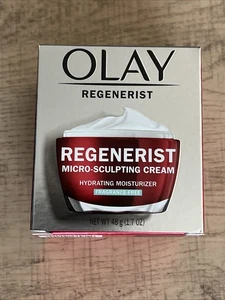 OLAY
REGENERIST
REGENERIST
MICRO-SCULPTING CREAM
HYDRATING MOISTURIZER
FRAGRANCE-FREE
NET WT 48 g (1.7 OZ)